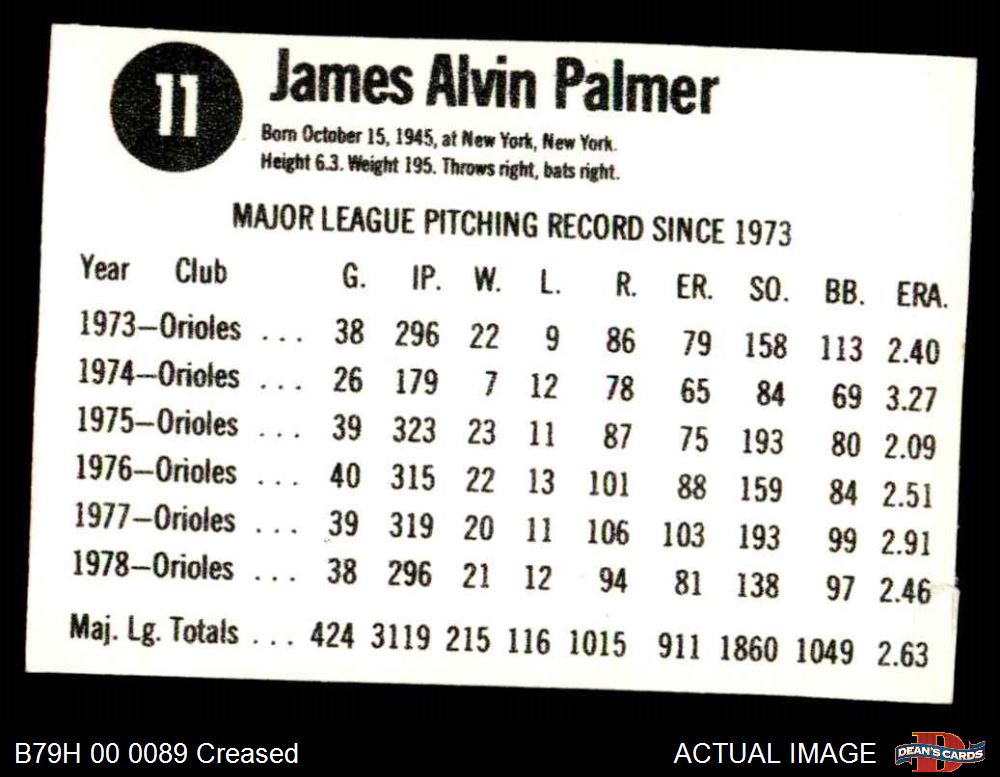 11
James Alvin Palmer
Born October 15, 1945, at New York, New York.
Height 6.3. Weight 195. Throws right, bats right.
MAJOR LEAGUE PITCHING RECORD SINCE 1973
Year Club G. IP. W. L. R. ER. SO. BB. ERA.
1973—Orioles ... 38 296 22 9 86 79 158 113 2.40
1974—Orioles ... 26 179 7 12 78 65 84 69 3.27
1975—Orioles ... 39 323 23 11 87 75 193 80 2.09
1976—Orioles ... 40 315 22 13 101 88 159 84 2.51
1977—Orioles ... 39 319 20 11 106 103 193 99 2.91
1978—Orioles ... 38 296 21 12 94 81 138 97 2.46
Maj. Lg. Totals ... 424 3119 215 116 1015 911 1860 1049 2.63
B79H 00 0089 Creased
ACTUAL IMAGE
D
DEAN'S CARDS